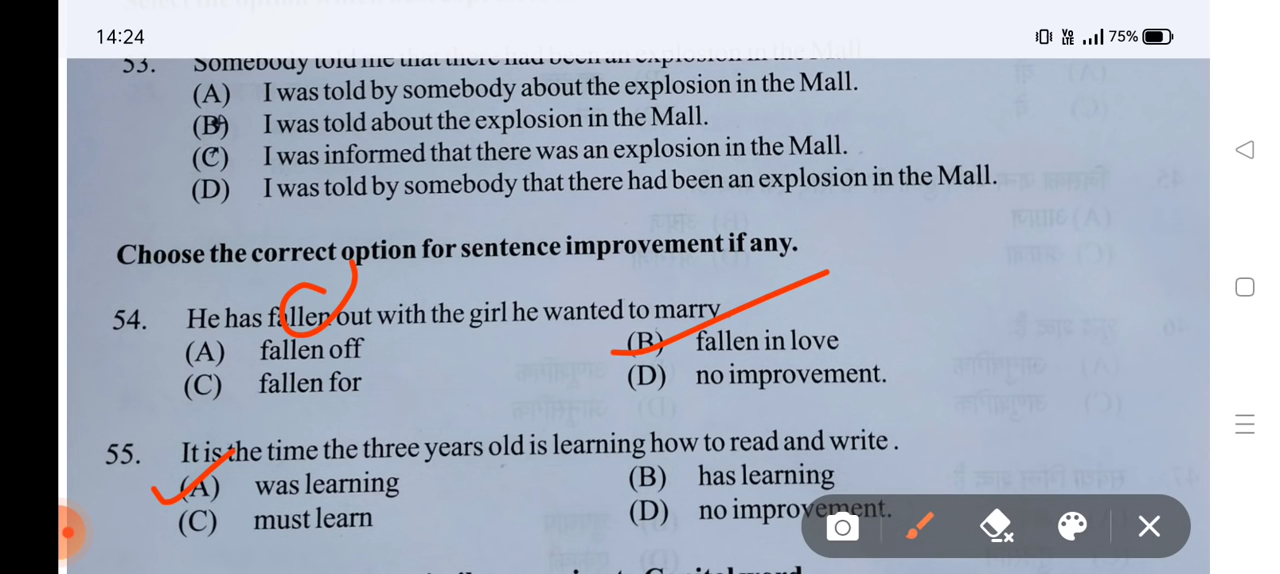 14:24
75%
53. Somebody told me that there had been an explosion in the Mall.
(A) I was told by somebody about the explosion in the Mall.
(B) I was told about the explosion in the Mall.
(C) I was informed that there was an explosion in the Mall.
(D) I was told by somebody that there had been an explosion in the Mall.
Choose the correct option for sentence improvement if any.
54. He has fallen out with the girl he wanted to marry
(A) fallen off (B) fallen in love
(C) fallen for (D) no improvement.
55. It is the time the three years old is learning how to read and write .
(A) was learning (B) has learning
(C) must learn (D) no improvement.